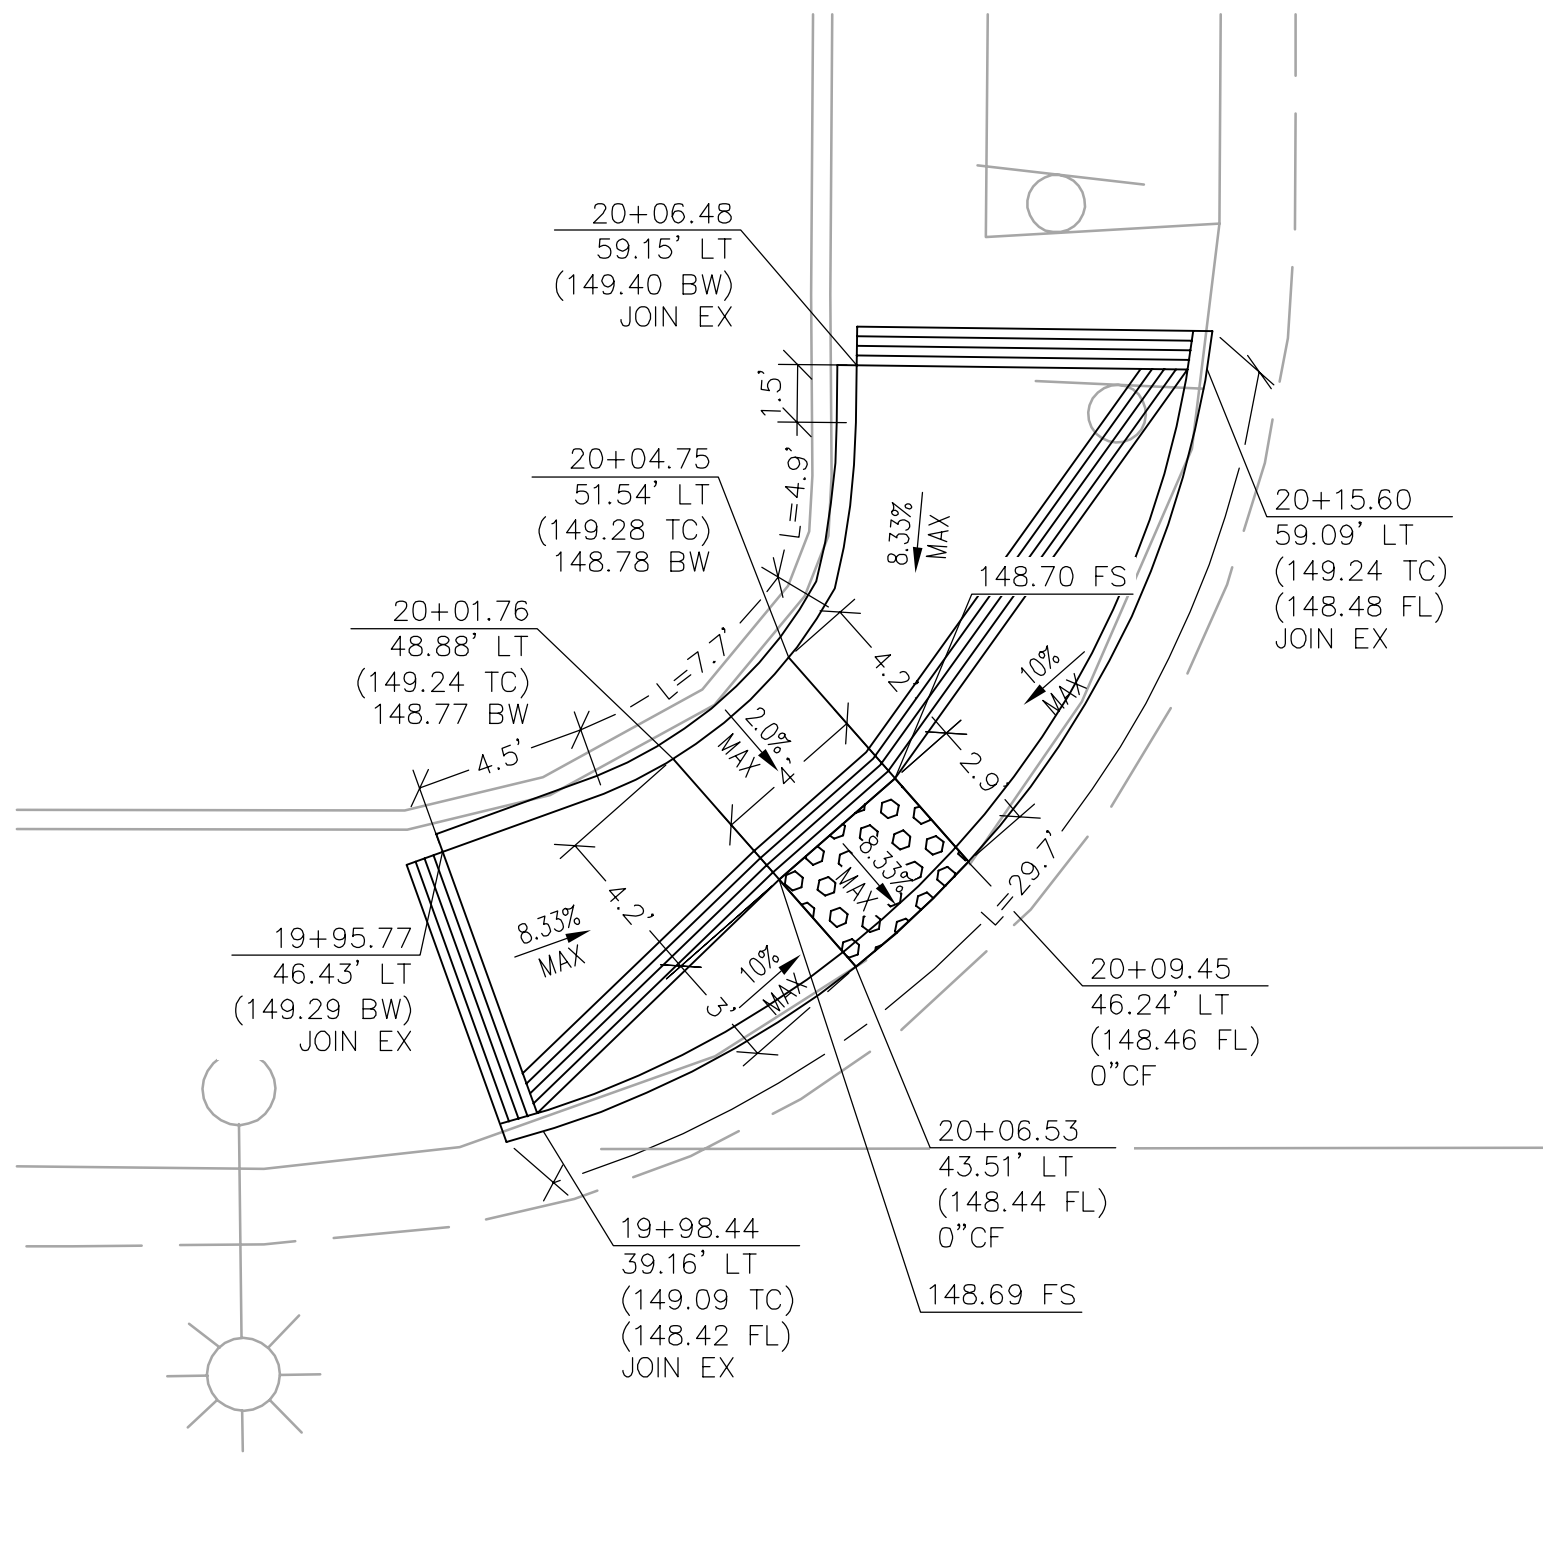 20+06.48
59.15' LT
(149.40 BW)
JOIN EX
1.5'
L=4.9'
20+04.75
51.54' LT
(149.28 TC)
148.78 BW
8.33%
MAX
20+15.60
59.09' LT
(149.24 TC)
(148.48 FL)
JOIN EX
148.70 FS
20+01.76
48.88' LT
(149.24 TC)
148.77 BW
L=7.7'
4.2'
10%
MAX
4.5'
2.0%
MAX
4'
2.9'
8.33%
MAX
L=29.7'
4.2'
8.33%
MAX
19+95.77
46.43' LT
(149.29 BW)
JOIN EX
10%
MAX
3'
20+09.45
46.24' LT
(148.46 FL)
0"CF
20+06.53
43.51' LT
(148.44 FL)
0"CF
19+98.44
39.16' LT
(149.09 TC)
(148.42 FL)
JOIN EX
148.69 FS